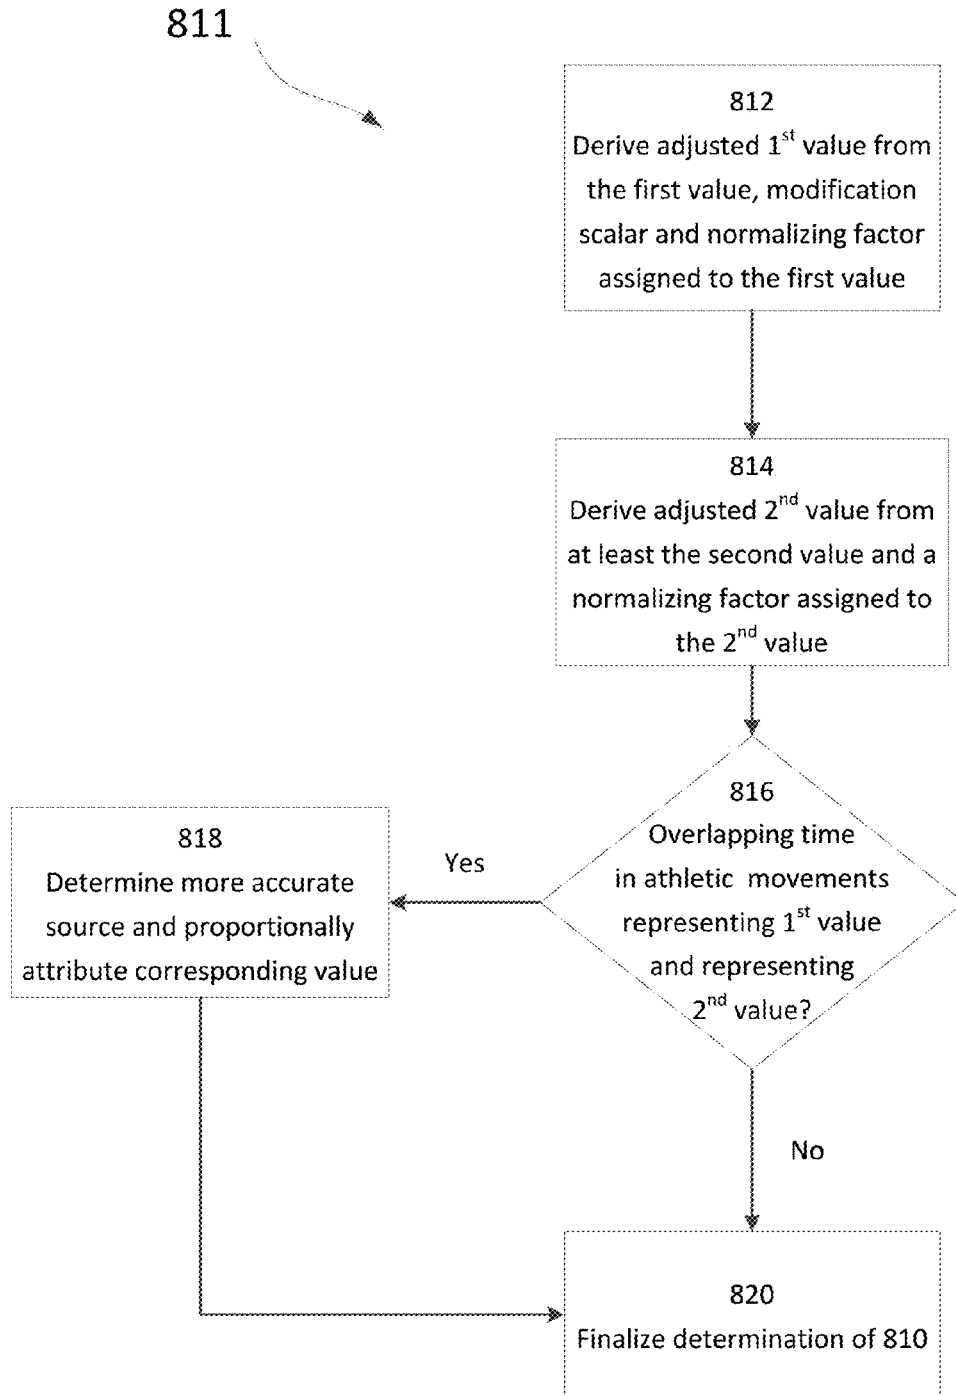 811
812
Derive adjusted 1st value from
the first value, modification
scalar and normalizing factor
assigned to the first value
814
Derive adjusted 2nd value from
at least the second value and a
normalizing factor assigned to
the 2nd value
816
Overlapping time
in athletic movements
representing 1st value
and representing
2nd value?
Yes
818
Determine more accurate
source and proportionally
attribute corresponding value
No
820
Finalize determination of 810